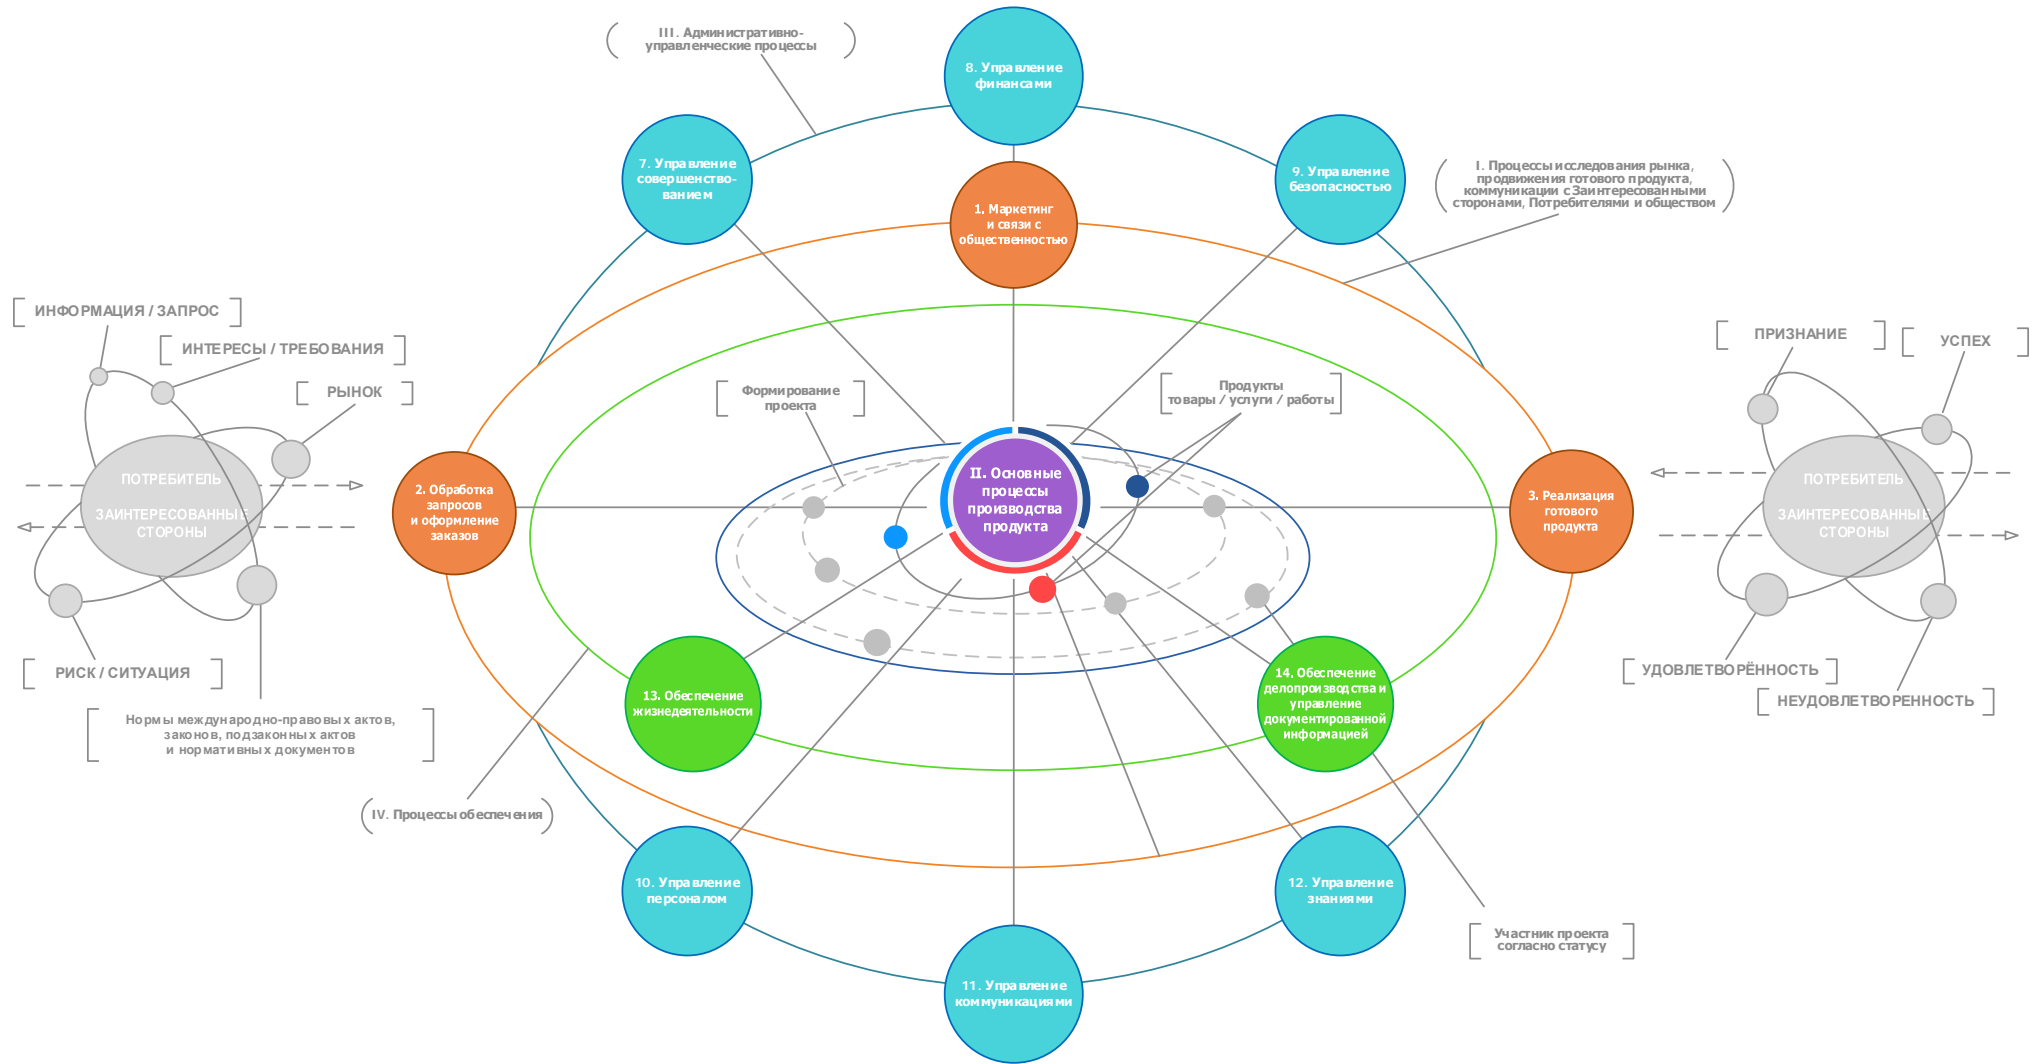 III. Административно-
управленческие процессы
8. Управление
финансами
7. Управление
совершенство-
ванием
9. Управление
безопасностью
I. Процессы исследования рынка,
продвижения готового продукта,
коммуникации с Заинтересованными
сторонами, Потребителями и обществом
1. Маркетинг
и связи с
общественностью
ИНФОРМАЦИЯ / ЗАПРОС
ИНТЕРЕСЫ / ТРЕБОВАНИЯ
РЫНОК
ПРИЗНАНИЕ
УСПЕХ
Формирование
проекта
Продукты
товары / услуги / работы
ПОТРЕБИТЕЛЬ
ЗАИНТЕРЕСОВАННЫЕ
СТОРОНЫ
2. Обработка
запросов
и оформление
заказов
II. Основные
процессы
производства
продукта
3. Реализация
готового
продукта
ПОТРЕБИТЕЛЬ
ЗАИНТЕРЕСОВАННЫЕ
СТОРОНЫ
РИСК / СИТУАЦИЯ
Нормы международно-правовых актов,
законов, подзаконных актов
и нормативных документов
13. Обеспечение
жизнедеятельности
14. Обеспечение
делопроизводства и
управление
документированной
информацией
УДОВЛЕТВОРЁННОСТЬ
НЕУДОВЛЕТВОРЕННОСТЬ
IV. Процессы обеспечения
10. Управление
персоналом
12. Управление
знаниями
Участник проекта
согласно статусу
11. Управление
коммуникациями